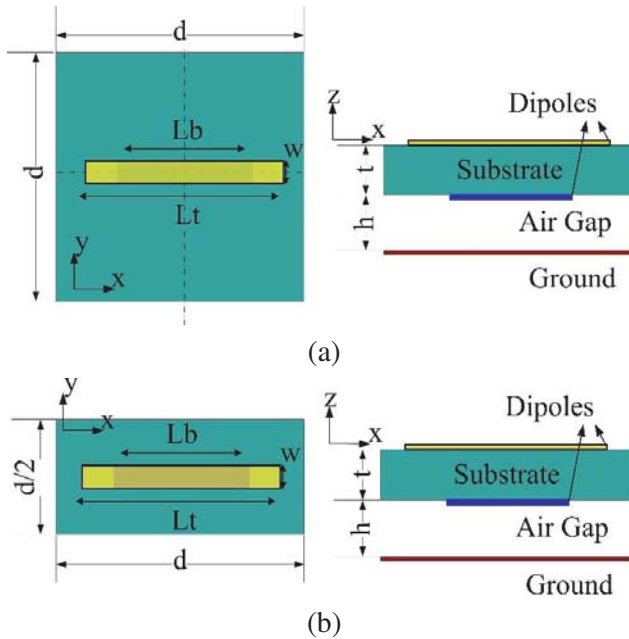 d
d
Lb
w
Lt
y
x
z
x
Dipoles
t
Substrate
h
Air Gap
Ground
(a)
y
x
d/2
Lb
w
Lt
d
z
x
Dipoles
t
Substrate
h
Air Gap
Ground
(b)